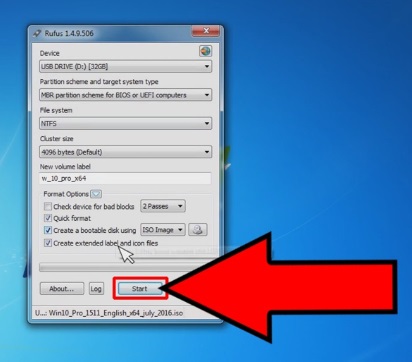 Rufus 1.4.9.506
Device
USB DRIVE (D:) [32GB]
Partition scheme and target system type
MBR partition scheme for BIOS or UEFI computers
File system
NTFS
Cluster size
4096 bytes (Default)
New volume label
w_10_pro_x64
Format Options
Check device for bad blocks 2 Passes
Quick format
Create a bootable disk using ISO Image
Create extended label and icon files
About... Log Start
U...: Win10_Pro_1511_English_x64_july_2016.iso